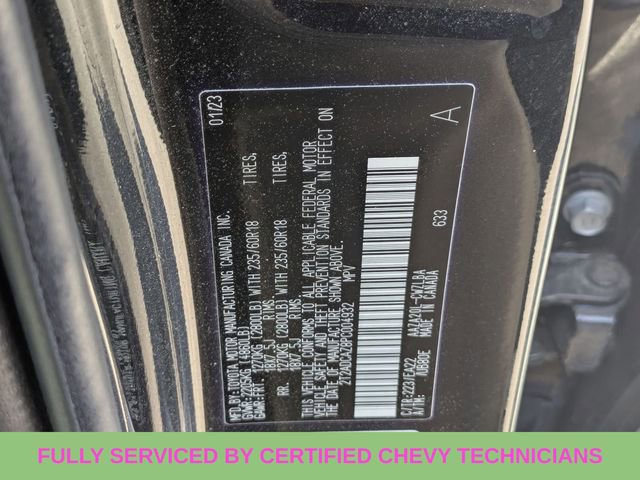 MFD. BY: TOYOTA MOTOR MANUFACTURING CANADA INC. 01/23
GVWR: 2205KG (4860LB)
GAWR:FRT. 1270KG (2800LB) WITH 235/60R18 TIRES,
18X7.5J RIMS
RR. 1270KG (2800LB) WITH 235/60R18 TIRES,
18X7.5J RIMS
THIS VEHICLE CONFORMS TO ALL APPLICABLE FEDERAL MOTOR
VEHICLE SAFETY AND THEFT PREVENTION STANDARDS IN EFFECT ON
THE DATE OF MANUFACTURE SHOWN ABOVE.
MPV
C/TR:223/EA22
MADE IN CANADA
633
A
FULLY SERVICED BY CERTIFIED CHEVY TECHNICIANS